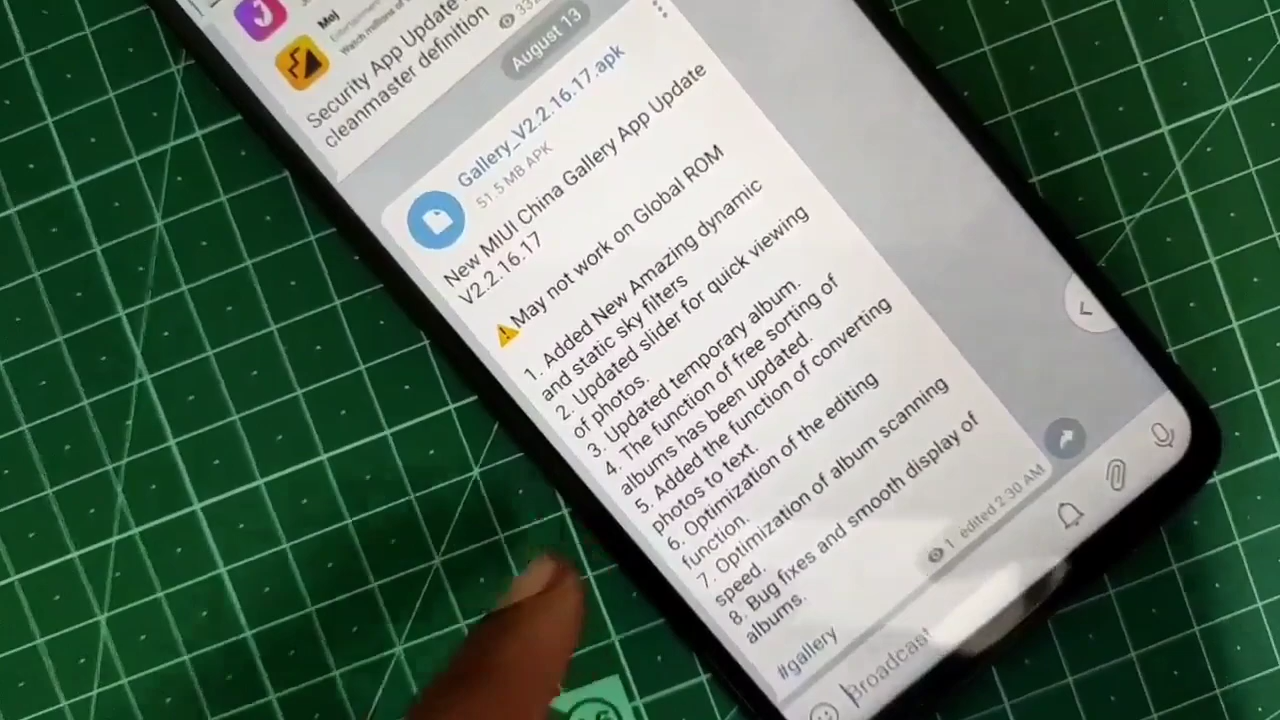 Moj
Watch millions of
Security App Update
cleanmaster definition
August 13
Gallery_V2.2.16.17.apk
51.5 MB APK
New MIUI China Gallery App Update
V2.2.16.17
⚠️May not work on Global ROM
1. Added New Amazing dynamic
and static sky filters
2. Updated slider for quick viewing
of photos.
3. Updated temporary album.
4. The function of free sorting of
albums has been updated.
5. Added the function of converting
photos to text.
6. Optimization of the editing
function.
7. Optimization of album scanning
speed.
8. Bug fixes and smooth display of
albums.
#gallery
1 edited 2:30 AM
Broadcast